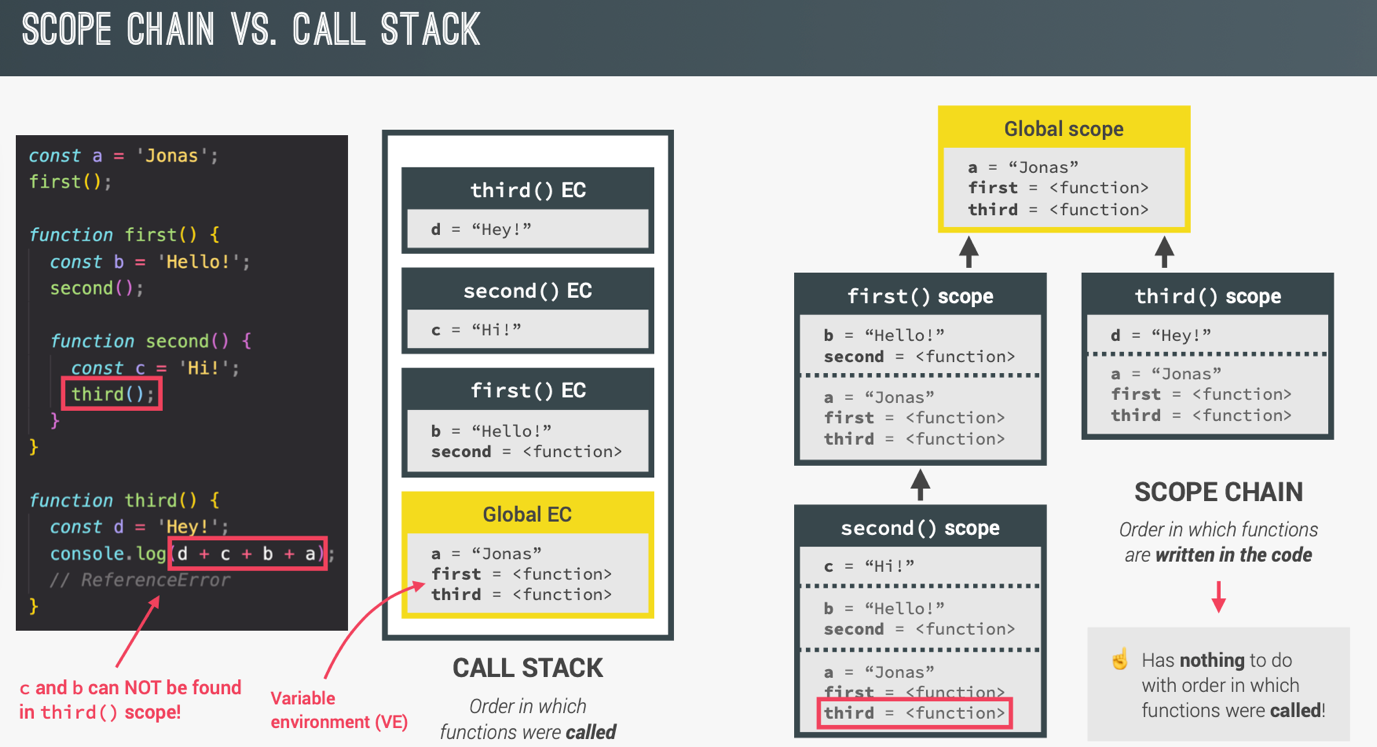 SCOPE CHAIN VS. CALL STACK
const a = 'Jonas';
first();
function first() {
const b = 'Hello!';
second();
function second() {
const c = 'Hi!';
third();
}
}
function third() {
const d = 'Hey!';
console.log(d + c + b + a);
// ReferenceError
}
c and b can NOT be found
in third() scope!
third() EC
d = “Hey!”
second() EC
c = “Hi!”
first() EC
b = “Hello!”
second = <function>
Global EC
a = “Jonas”
first = <function>
third = <function>
Variable
environment (VE)
CALL STACK
Order in which
functions were called
Global scope
a = “Jonas”
first = <function>
third = <function>
first() scope
b = “Hello!”
second = <function>
a = “Jonas”
first = <function>
third = <function>
second() scope
c = “Hi!”
b = “Hello!”
second = <function>
a = “Jonas”
first = <function>
third = <function>
third() scope
d = “Hey!”
a = “Jonas”
first = <function>
third = <function>
SCOPE CHAIN
Order in which functions
are written in the code
☝️ Has nothing to do
with order in which
functions were called!